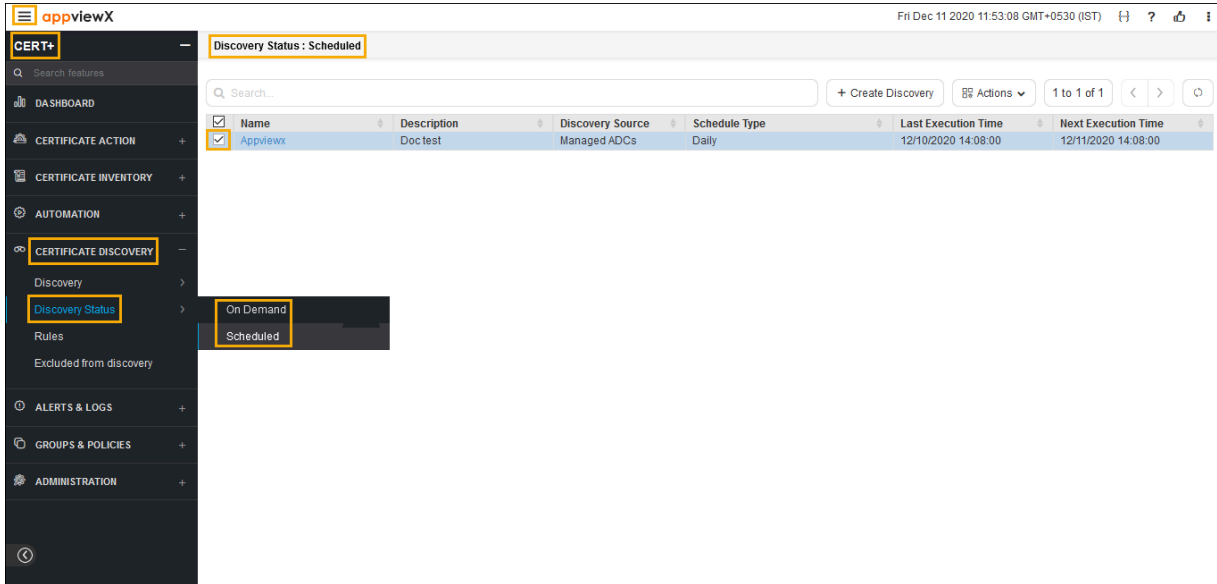 appviewX
Fri Dec 11 2020 11:53:08 GMT+0530 (IST) ?
CERT+
Discovery Status : Scheduled
Search features
Search...
+ Create Discovery
Actions
1 to 1 of 1
DASHBOARD
Name Description Discovery Source Schedule Type Last Execution Time Next Execution Time
Appviewx Doc test Managed ADCs Daily 12/10/2020 14:08:00 12/11/2020 14:08:00
CERTIFICATE ACTION +
CERTIFICATE INVENTORY +
AUTOMATION +
CERTIFICATE DISCOVERY −
Discovery
Discovery Status
On Demand
Scheduled
Rules
Excluded from discovery
ALERTS & LOGS +
GROUPS & POLICIES +
ADMINISTRATION +